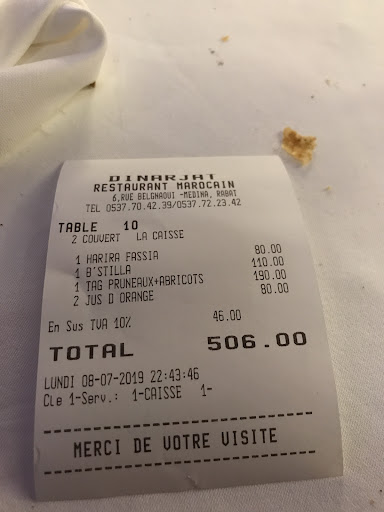 DINARJAT
RESTAURANT MAROCAIN
6,RUE BELGNAOUI -MEDINA, RABAT
TEL 0537.70.42.39/0537.72.23.42
TABLE 10
2 COUVERT LA CAISSE
1 HARIRA FASSIA 80.00
1 B'STILLA 110.00
1 TAG PRUNEAUX+ABRICOTS 190.00
2 JUS D ORANGE 80.00
En Sus TVA 10% 46.00
TOTAL 506.00
LUNDI 08-07-2019 22:43:46
CLe 1-Serv.: 1-CAISSE 1-
MERCI DE VOTRE VISITE